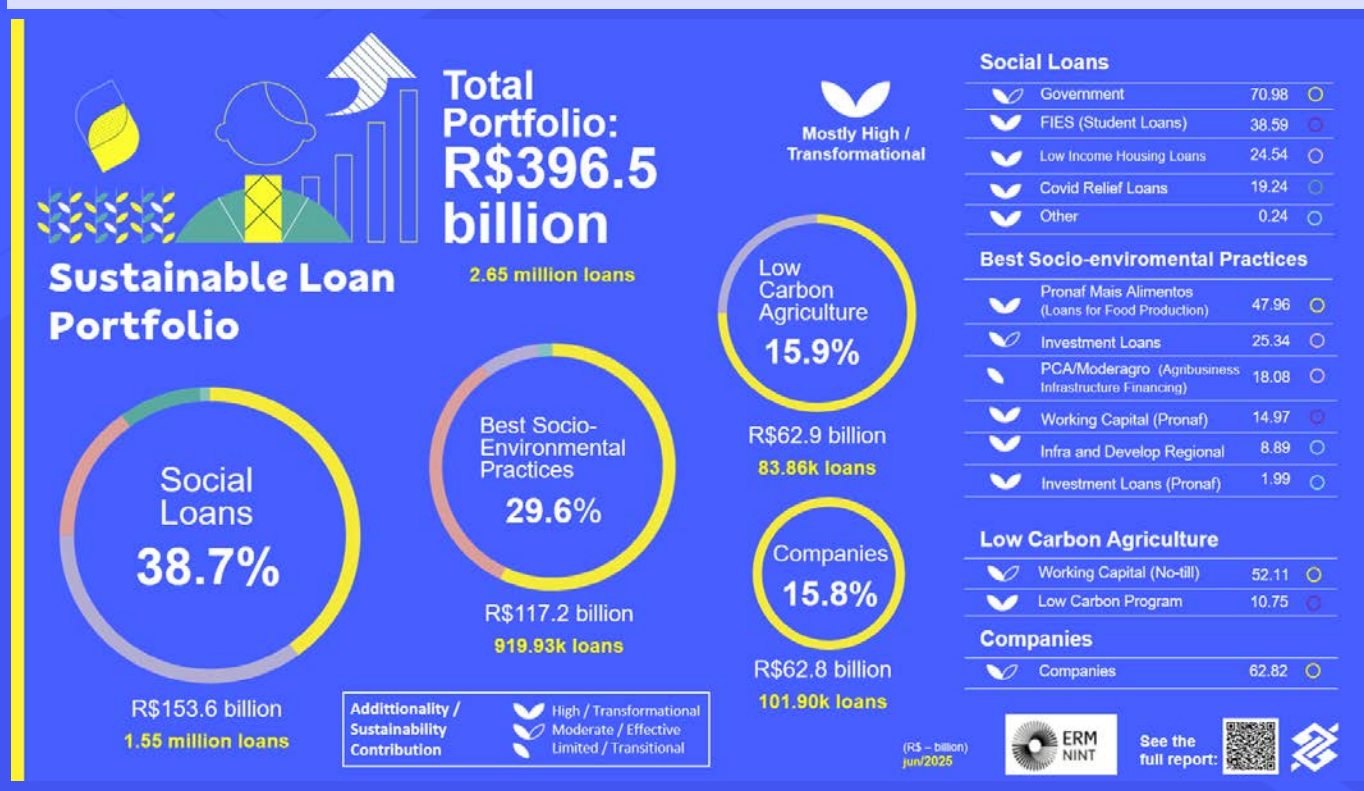 Sustainable Loan
Portfolio
Total
Portfolio:
R$396.5
billion
2.65 million loans
Mostly High /
Transformational
Social
Loans
38.7%
R$153.6 billion
1.55 million loans
Best Socio-
Environmental
Practices
29.6%
R$117.2 billion
919.93k loans
Low
Carbon
Agriculture
15.9%
R$62.9 billion
83.86k loans
Companies
15.8%
R$62.8 billion
101.90k loans
Addittionality /
Sustainability
Contribution
High / Transformational
Moderate / Effective
Limited / Transitional
Social Loans
Government 70.98
FIES (Student Loans) 38.59
Low Income Housing Loans 24.54
Covid Relief Loans 19.24
Other 0.24
Best Socio-enviromental Practices
Pronaf Mais Alimentos
(Loans for Food Production) 47.96
Investment Loans 25.34
PCA/Moderagro (Agribusiness
Infrastructure Financing) 18.08
Working Capital (Pronaf) 14.97
Infra and Develop Regional 8.89
Investment Loans (Pronaf) 1.99
Low Carbon Agriculture
Working Capital (No-till) 52.11
Low Carbon Program 10.75
Companies
Companies 62.82
(R$ – billion)
jun/2025
ERM
NINT
See the
full report: